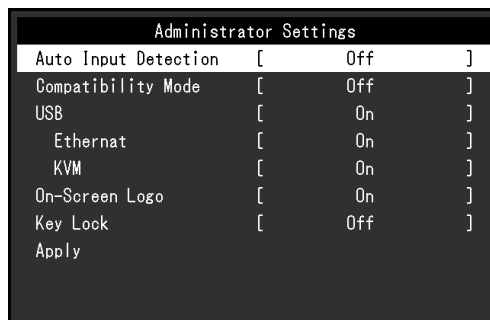 Administrator Settings
Auto Input Detection [ Off ]
Compatibility Mode [ Off ]
USB [ On ]
Ethernat [ On ]
KVM [ On ]
On-Screen Logo [ On ]
Key Lock [ Off ]
Apply